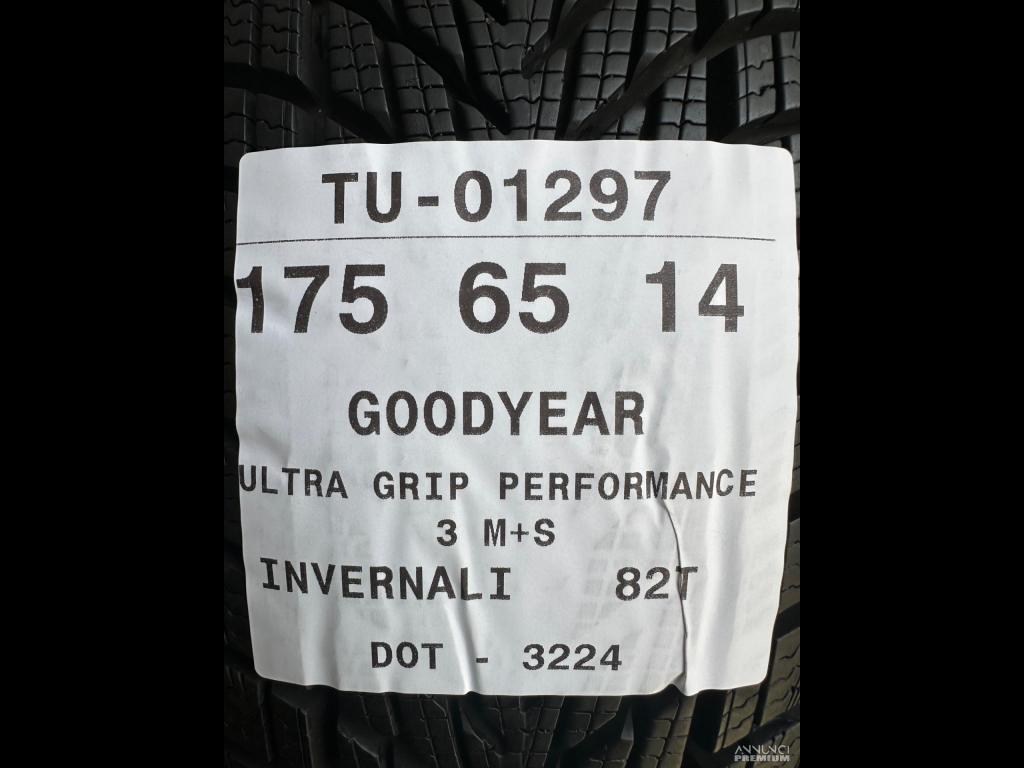 TU-01297
175 65 14
GOODYEAR
ULTRA GRIP PERFORMANCE
3 M+S
INVERNALI 82T
DOT - 3224
ANNUNCI
PREMIUM